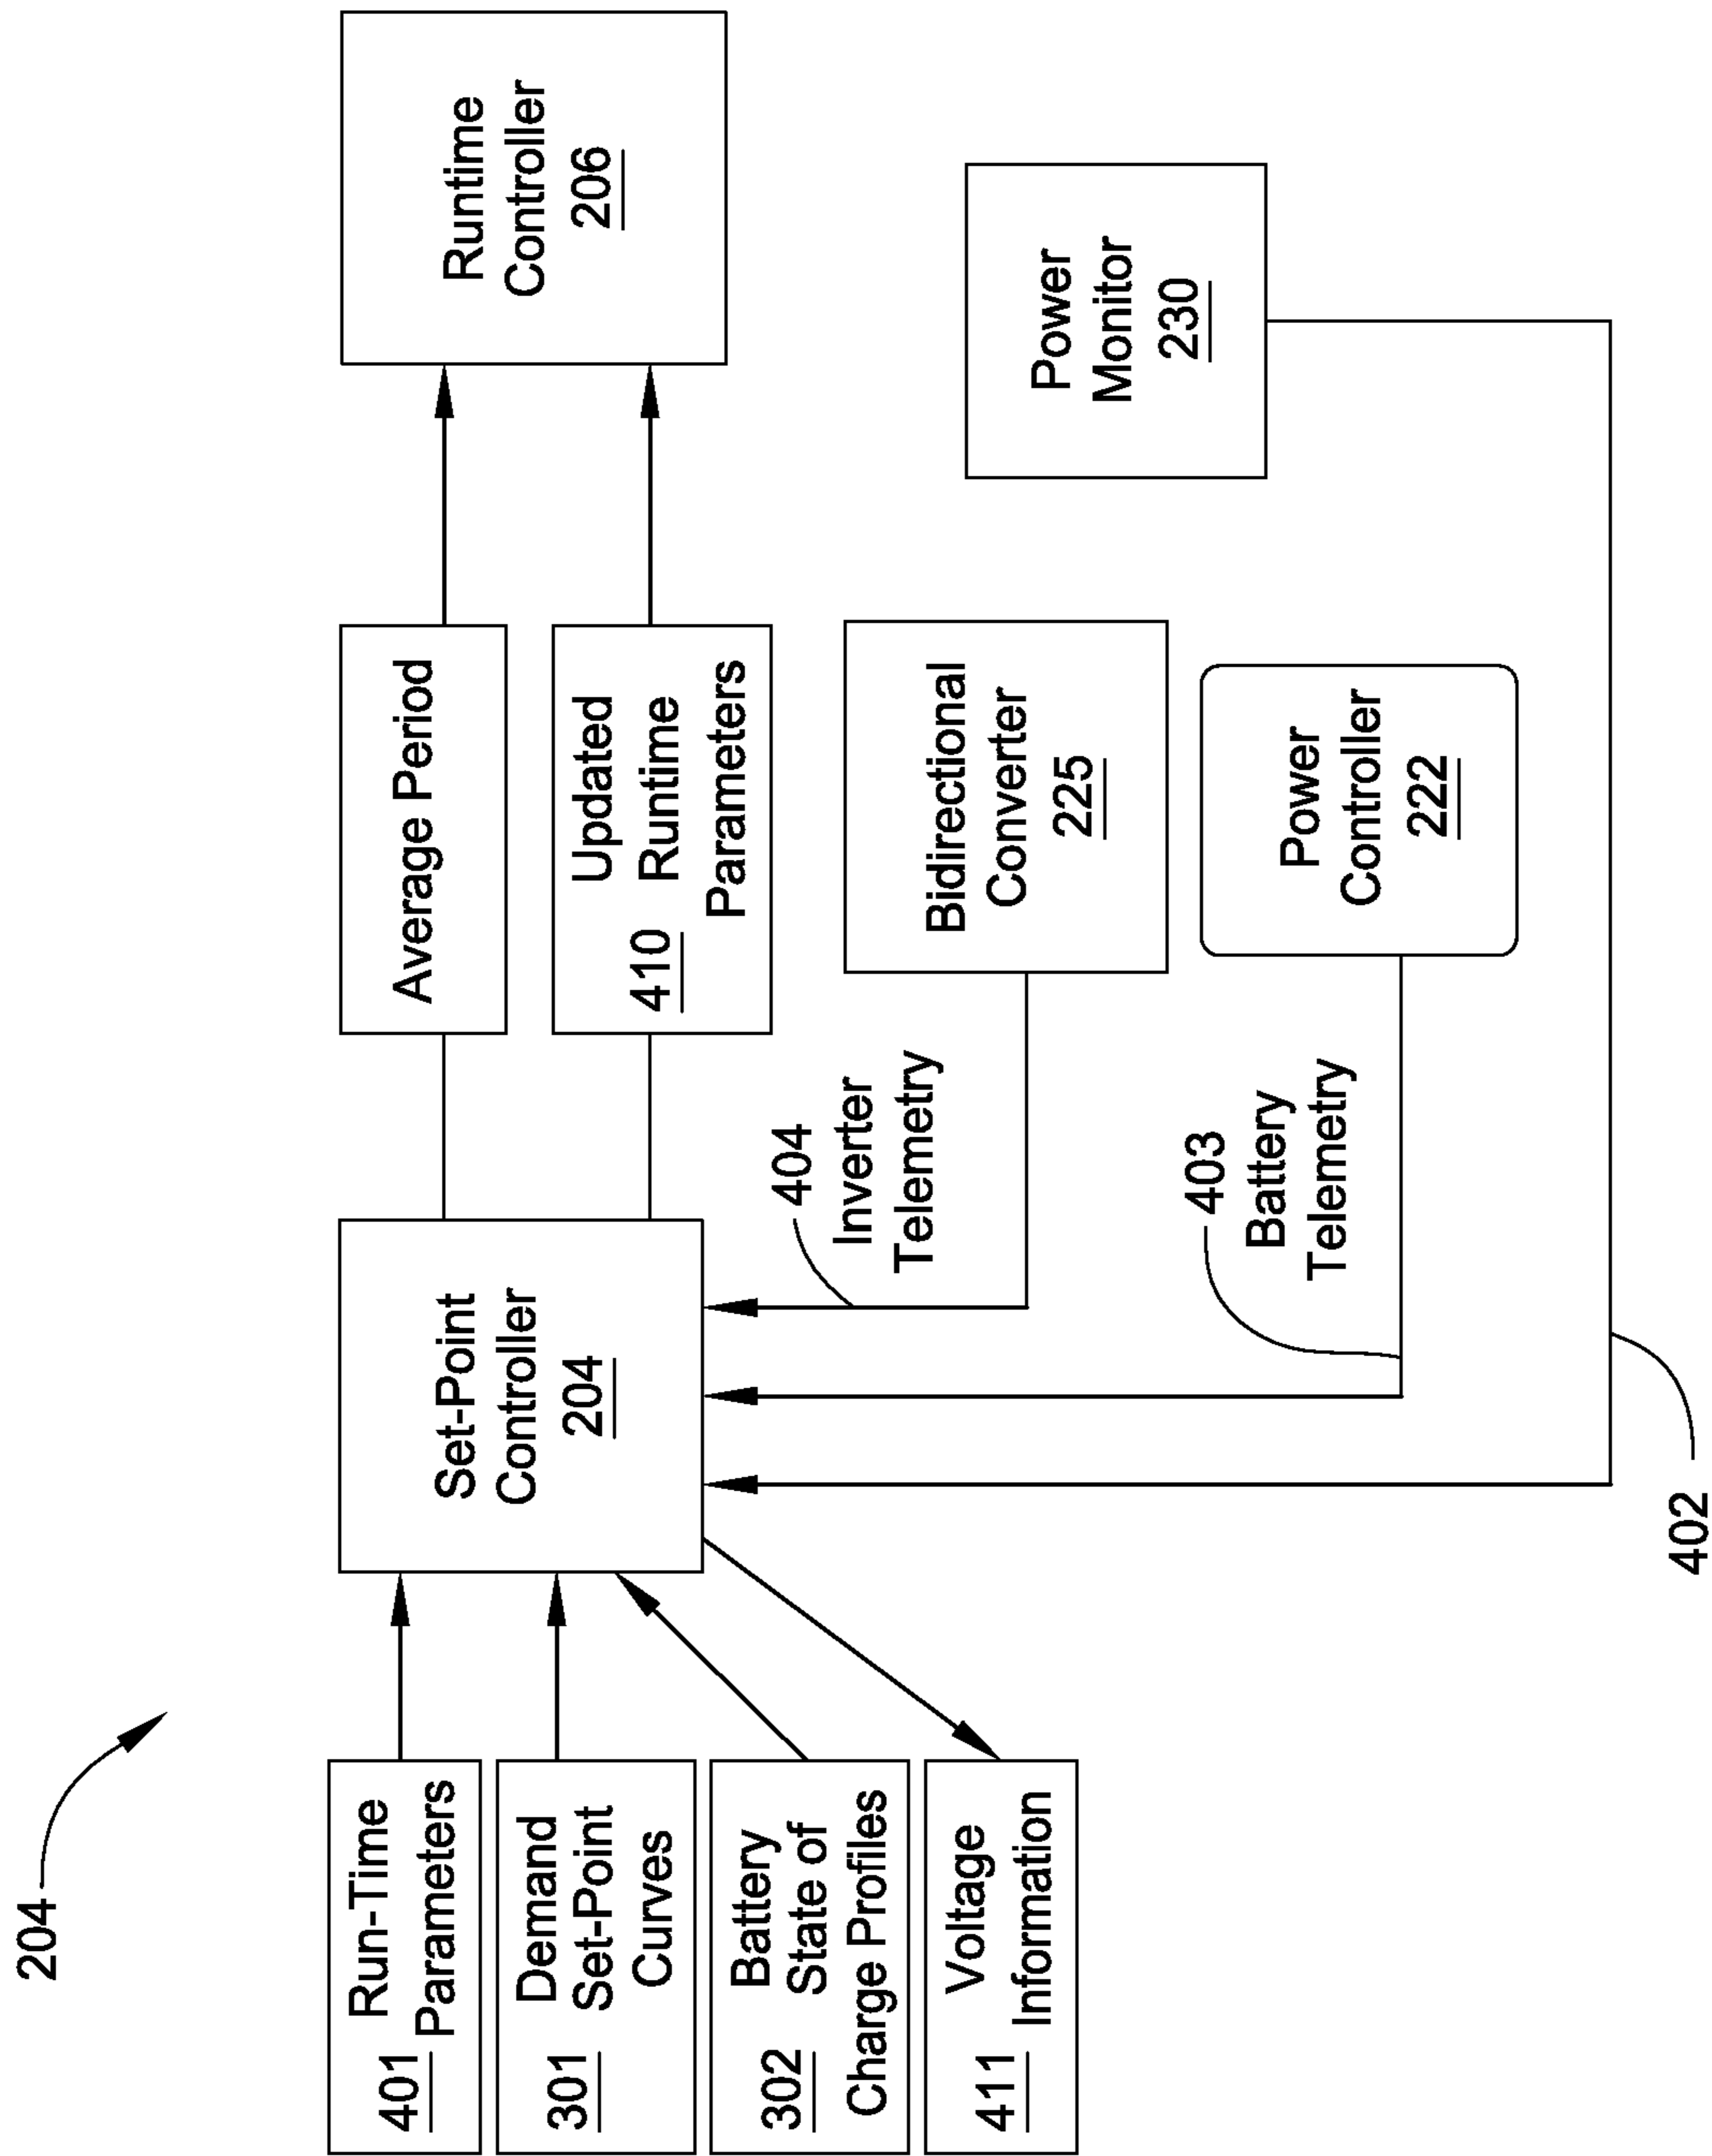 204
Run-Time
401 Parameters
Demand
301 Set-Point
Curves
Battery
302 State of
Charge Profiles
Voltage
411 Information
Set-Point
Controller
204
Average Period
Updated
410 Runtime
Parameters
Runtime
Controller
206
404
Inverter
Telemetry
Bidirectional
Converter
225
403
Battery
Telemetry
Power
Controller
222
Power
Monitor
230
402